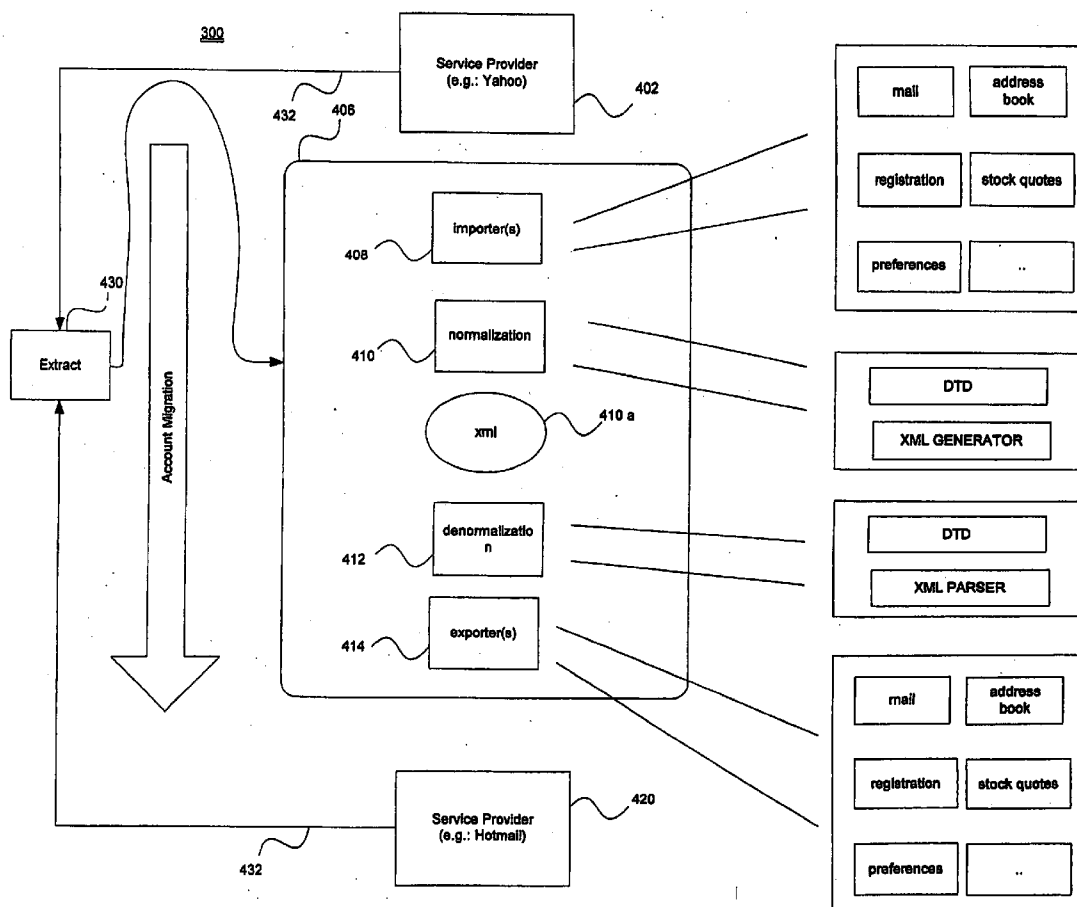 300
Service Provider
(e.g.: Yahoo)
402
432
406
mail
address
book
registration
stock quotes
preferences
..
importer(s)
408
430
Extract
Account Migration
normalization
410
xml
410 a
DTD
XML GENERATOR
denormalizatio
n
412
DTD
XML PARSER
exporter(s)
414
mail
address
book
registration
stock quotes
preferences
..
Service Provider
(e.g.: Hotmail)
420
432